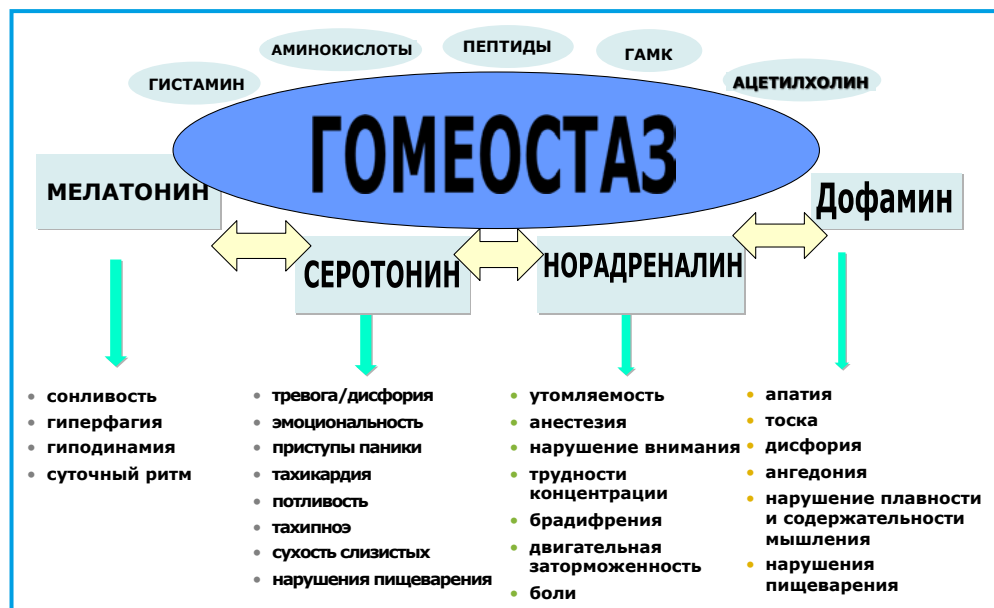 ГИСТАМИН
АМИНОКИСЛОТЫ
ПЕПТИДЫ
ГАМК
АЦЕТИЛХОЛИН
ГОМЕОСТАЗ
МЕЛАТОНИН
СЕРОТОНИН
НОРАДРЕНАЛИН
Дофамин
• сонливость
• гиперфагия
• гиподинамия
• суточный ритм
• тревога/дисфория
• эмоциональность
• приступы паники
• тахикардия
• потливость
• тахипноэ
• сухость слизистых
• нарушения пищеварения
• утомляемость
• анестезия
• нарушение внимания
• трудности
концентрации
• брадифрения
• двигательная
заторможенность
• боли
• апатия
• тоска
• дисфория
• ангедония
• нарушение плавности
и содержательности
мышления
• нарушения
пищеварения